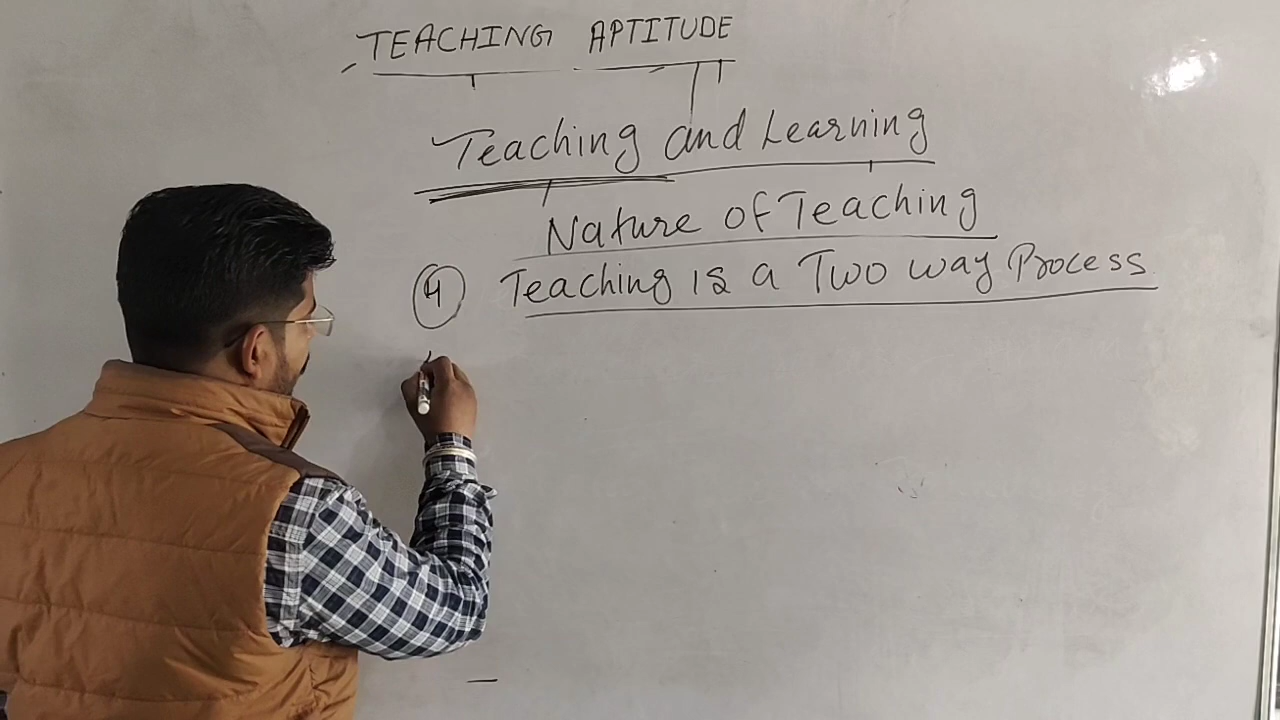 TEACHING APTITUDE
Teaching and Learning
Nature of Teaching
4 Teaching is a Two way Process